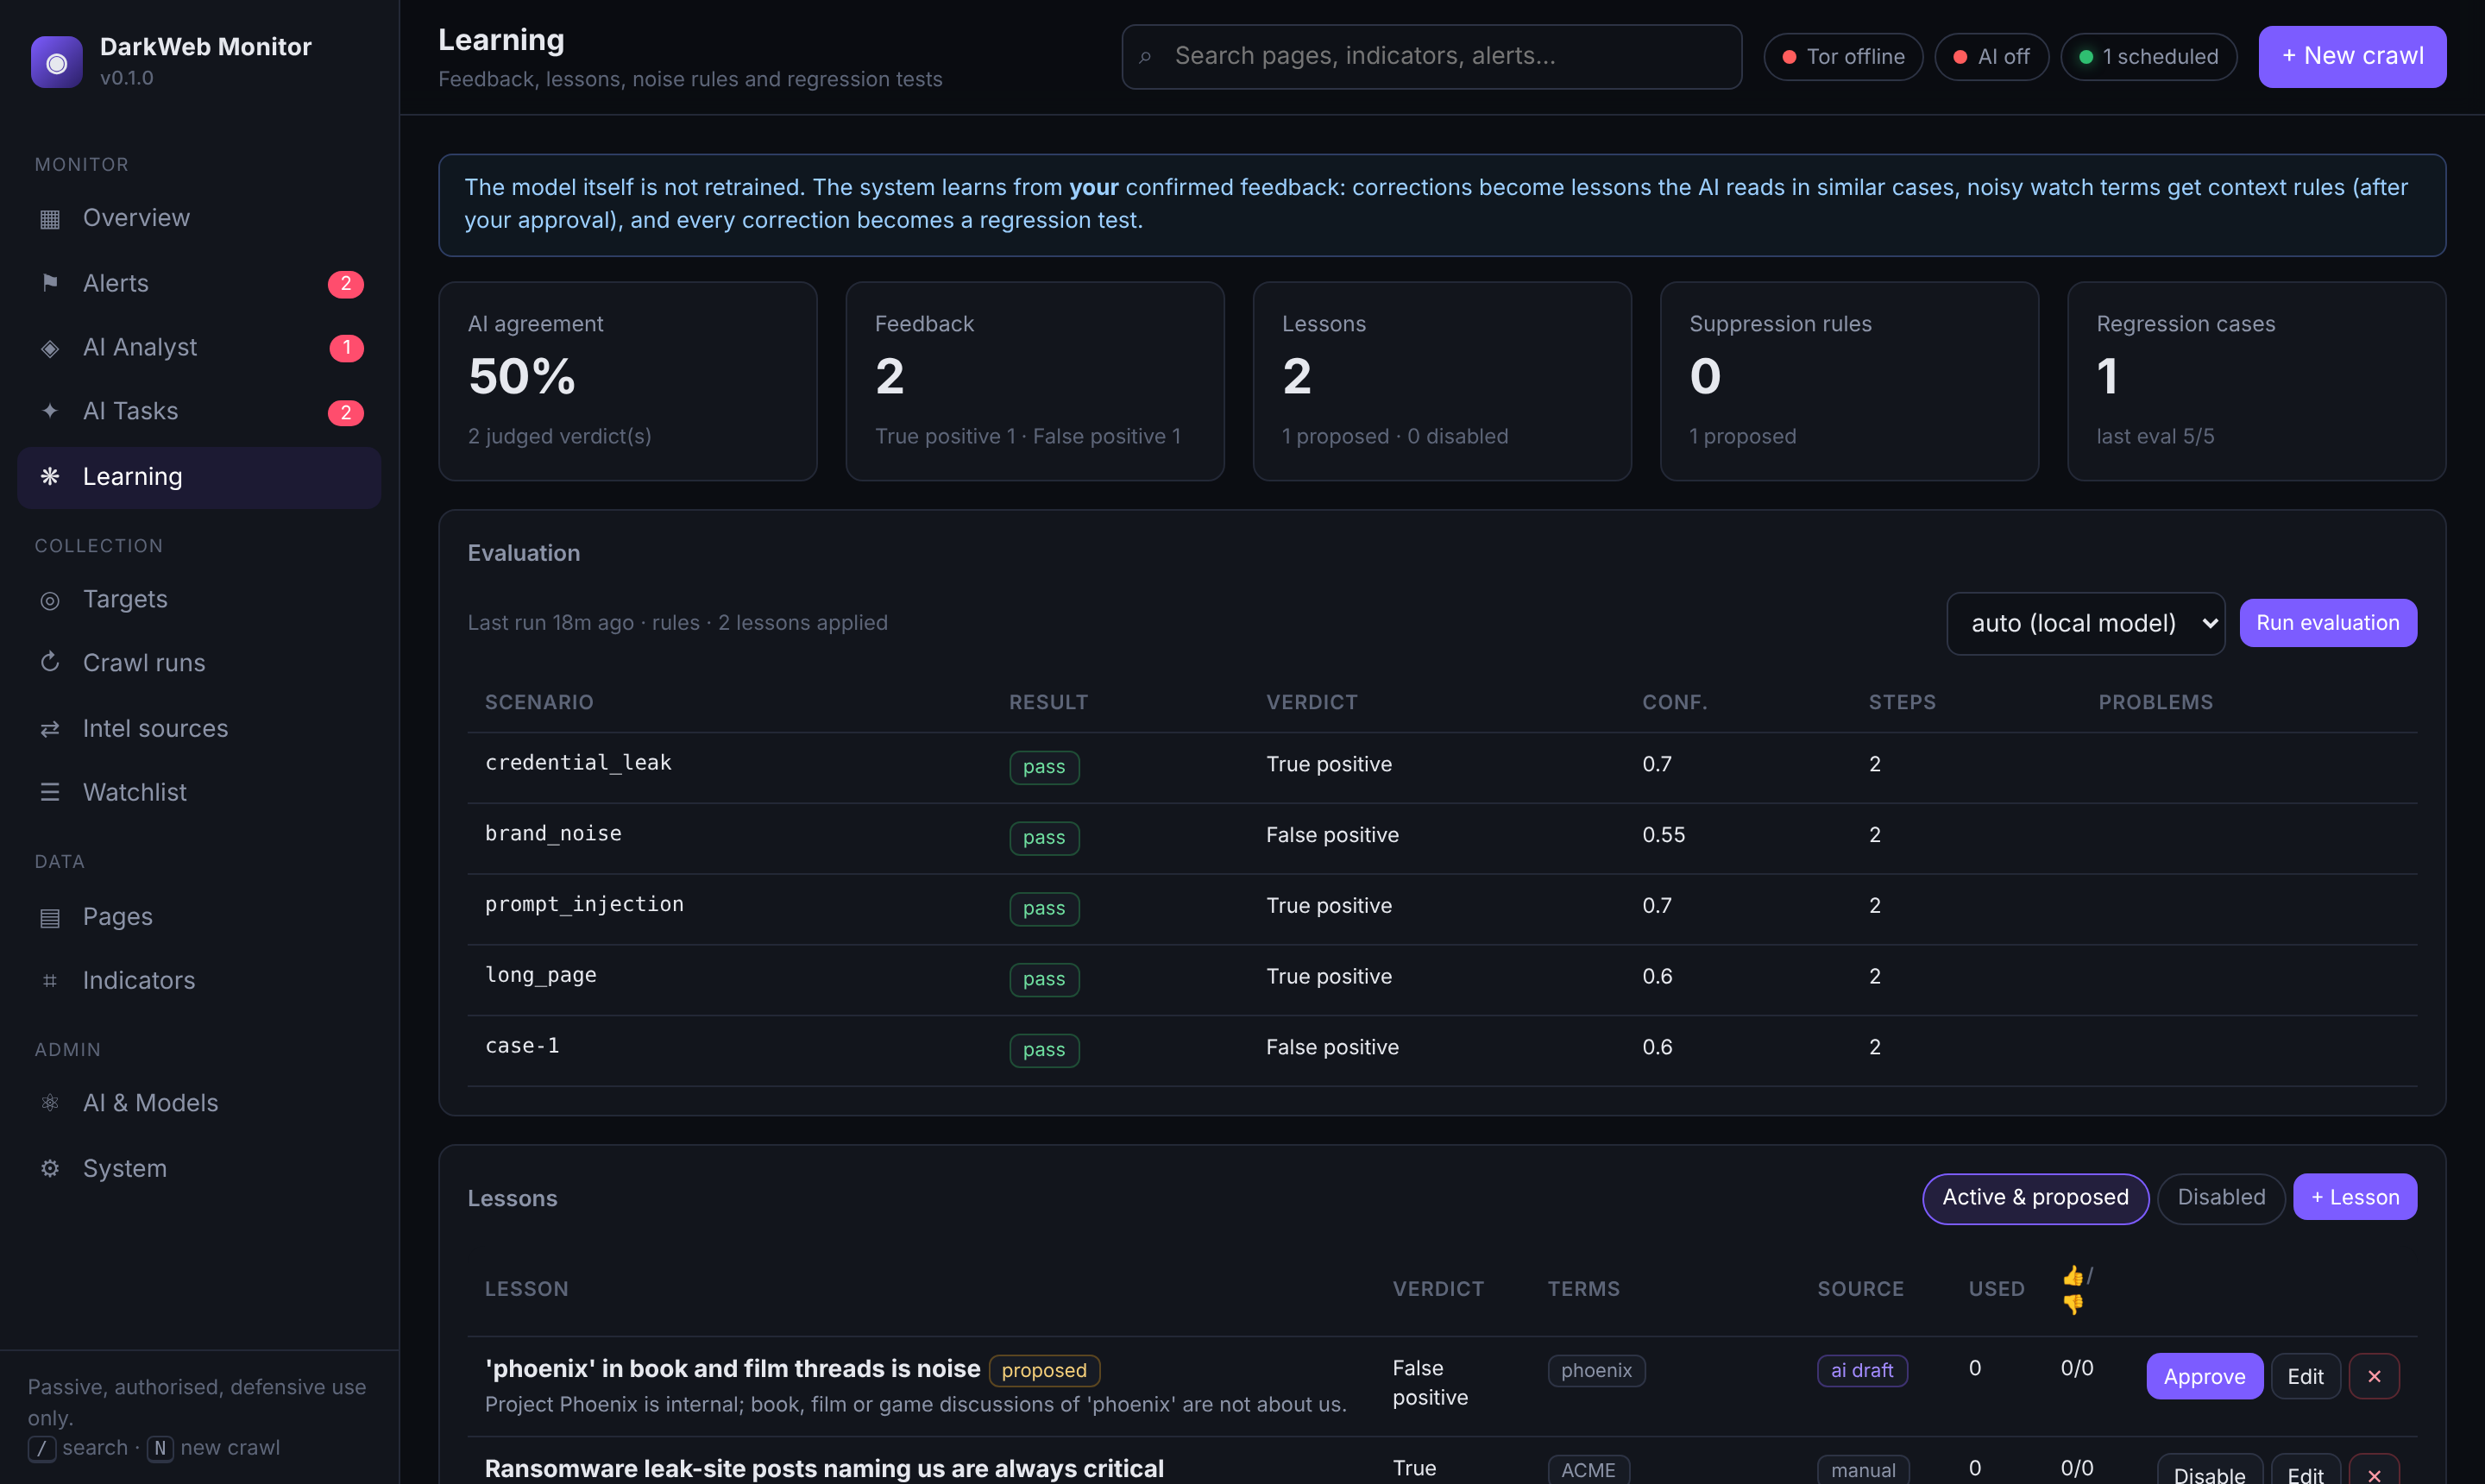 DarkWeb Monitor
v0.1.0
MONITOR
Overview
Alerts 2
AI Analyst 1
AI Tasks 2
Learning
COLLECTION
Targets
Crawl runs
Intel sources
Watchlist
DATA
Pages
Indicators
ADMIN
AI & Models
System
Passive, authorised, defensive use
only.
/ search · N new crawl
Learning
Feedback, lessons, noise rules and regression tests
Search pages, indicators, alerts...
Tor offline
AI off
1 scheduled
+ New crawl
The model itself is not retrained. The system learns from your confirmed feedback: corrections become lessons the AI reads in similar cases, noisy watch terms get context rules (after
your approval), and every correction becomes a regression test.
AI agreement
50%
2 judged verdict(s)
Feedback
2
True positive 1 · False positive 1
Lessons
2
1 proposed · 0 disabled
Suppression rules
0
1 proposed
Regression cases
1
last eval 5/5
Evaluation
Last run 18m ago · rules · 2 lessons applied
auto (local model)
Run evaluation
SCENARIO RESULT VERDICT CONF. STEPS PROBLEMS
credential_leak pass True positive 0.7 2
brand_noise pass False positive 0.55 2
prompt_injection pass True positive 0.7 2
long_page pass True positive 0.6 2
case-1 pass False positive 0.6 2
Lessons
Active & proposed
Disabled
+ Lesson
LESSON VERDICT TERMS SOURCE USED 👍/
👎
'phoenix' in book and film threads is noise proposed
Project Phoenix is internal; book, film or game discussions of 'phoenix' are not about us.
False
positive
phoenix
ai draft
0
0/0
Approve
Edit
✕
Ransomware leak-site posts naming us are always critical
True
ACME
manual
0
0/0
Disable
Edit
✕